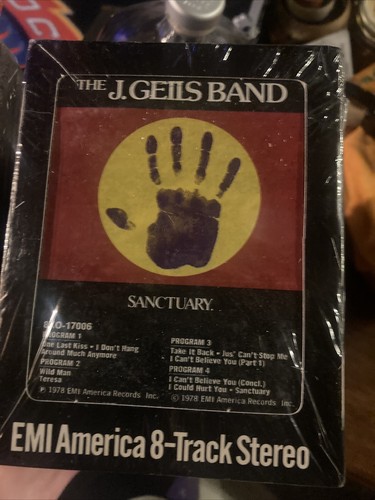 THE J. GEILS BAND
SANCTUARY.
8XO-17006
PROGRAM 1
One Last Kiss • I Don't Hang
Around Much Anymore
PROGRAM 2
Wild Man
Teresa
℗ 1978 EMI America Records Inc.
PROGRAM 3
Take It Back • Jus' Can't Stop Me
I Can't Believe You (Part 1)
PROGRAM 4
I Can't Believe You (Concl.)
I Could Hurt You • Sanctuary
© 1978 EMI America Records Inc.
EMI America 8-Track Stereo